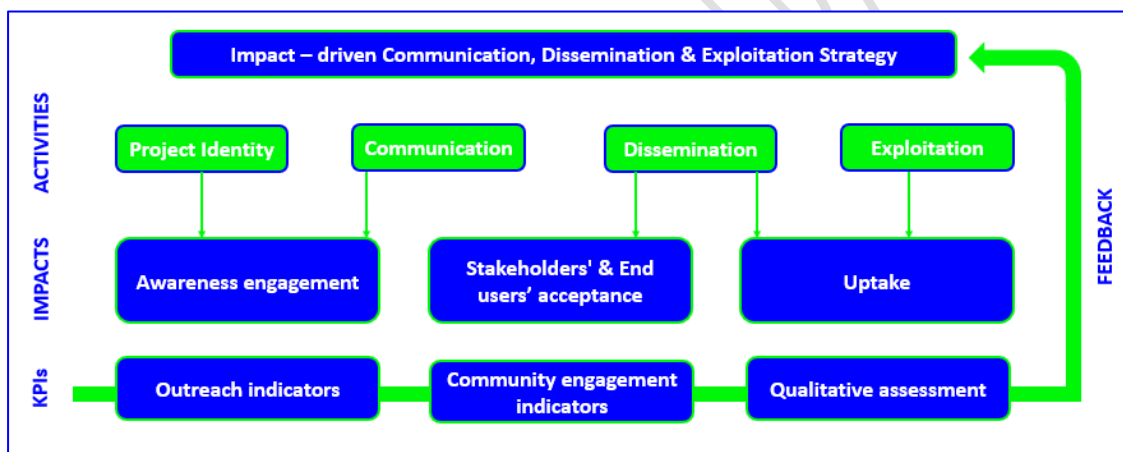 Impact – driven Communication, Dissemination & Exploitation Strategy
ACTIVITIES
Project Identity
Communication
Dissemination
Exploitation
IMPACTS
Awareness engagement
Stakeholders' & End
users’ acceptance
Uptake
FEEDBACK
KPIs
Outreach indicators
Community engagement
indicators
Qualitative assessment